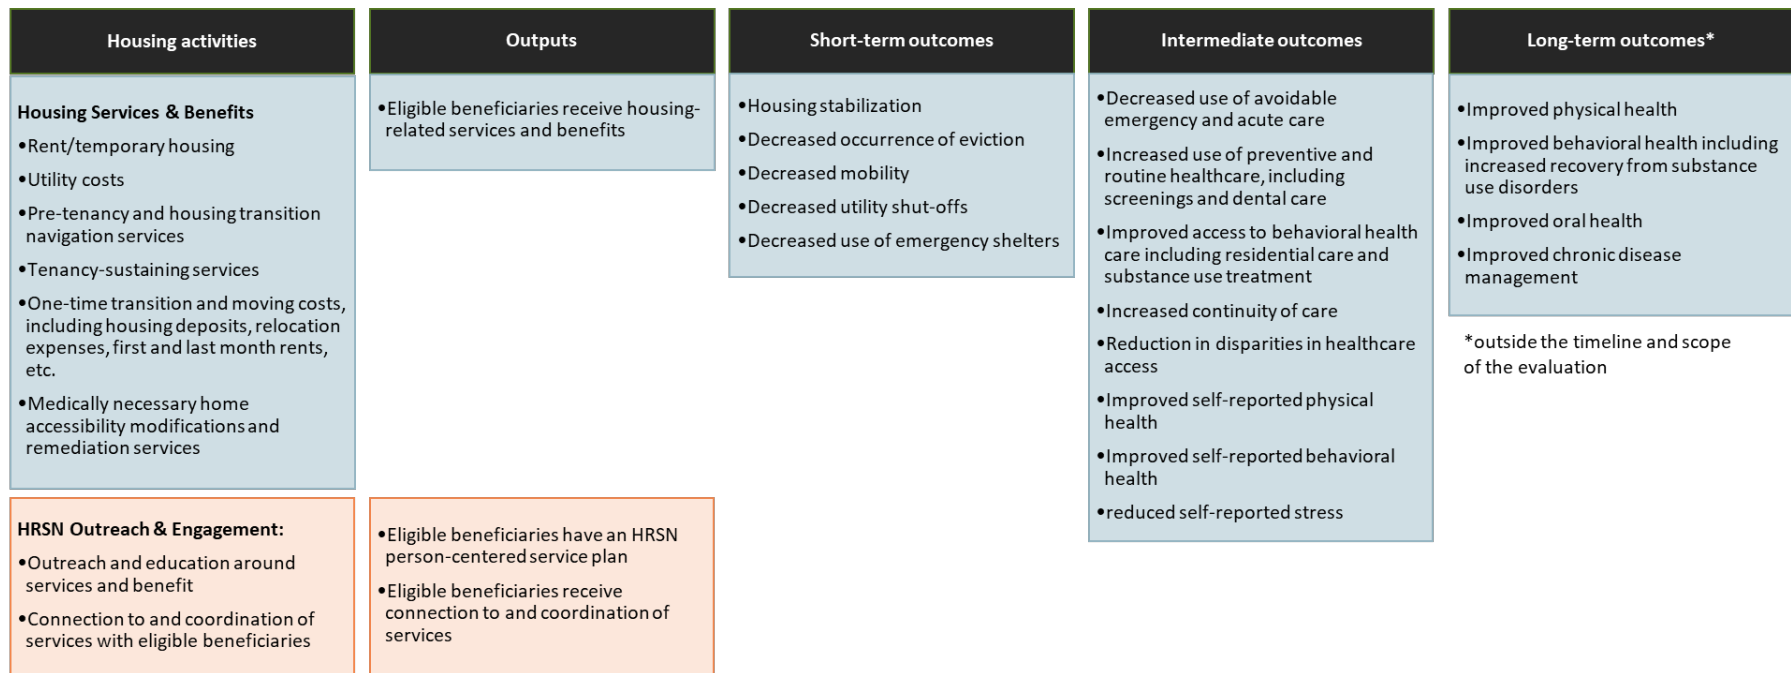 Housing activities
Housing Services & Benefits
•Rent/temporary housing
•Utility costs
•Pre-tenancy and housing transition
navigation services
•Tenancy-sustaining services
•One-time transition and moving costs,
including housing deposits, relocation
expenses, first and last month rents,
etc.
•Medically necessary home
accessibility modifications and
remediation services
HRSN Outreach & Engagement:
•Outreach and education around
services and benefit
•Connection to and coordination of
services with eligible beneficiaries
Outputs
•Eligible beneficiaries receive housing-
related services and benefits
•Eligible beneficiaries have an HRSN
person-centered service plan
•Eligible beneficiaries receive
connection to and coordination of
services
Short-term outcomes
•Housing stabilization
•Decreased occurrence of eviction
•Decreased mobility
•Decreased utility shut-offs
•Decreased use of emergency shelters
Intermediate outcomes
•Decreased use of avoidable
emergency and acute care
•Increased use of preventive and
routine healthcare, including
screenings and dental care
•Improved access to behavioral health
care including residential care and
substance use treatment
•Increased continuity of care
•Reduction in disparities in healthcare
access
•Improved self-reported physical
health
•Improved self-reported behavioral
health
•reduced self-reported stress
Long-term outcomes*
•Improved physical health
•Improved behavioral health including
increased recovery from substance
use disorders
•Improved oral health
•Improved chronic disease
management
*outside the timeline and scope
of the evaluation